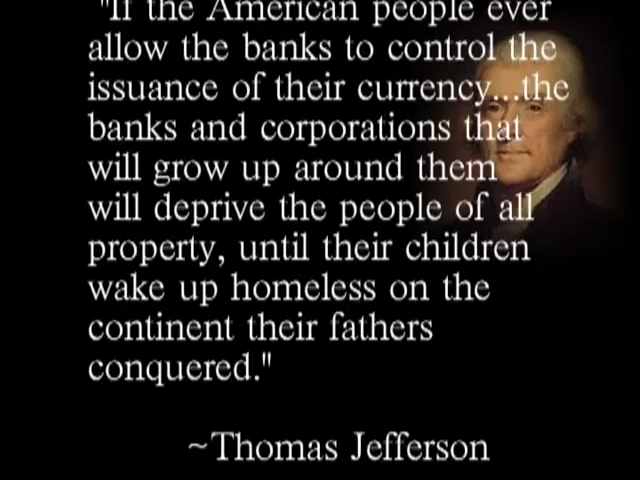 "If the American people ever
allow the banks to control the
issuance of their currency...the
banks and corporations that
will grow up around them
will deprive the people of all
property, until their children
wake up homeless on the
continent their fathers
conquered."
~Thomas Jefferson